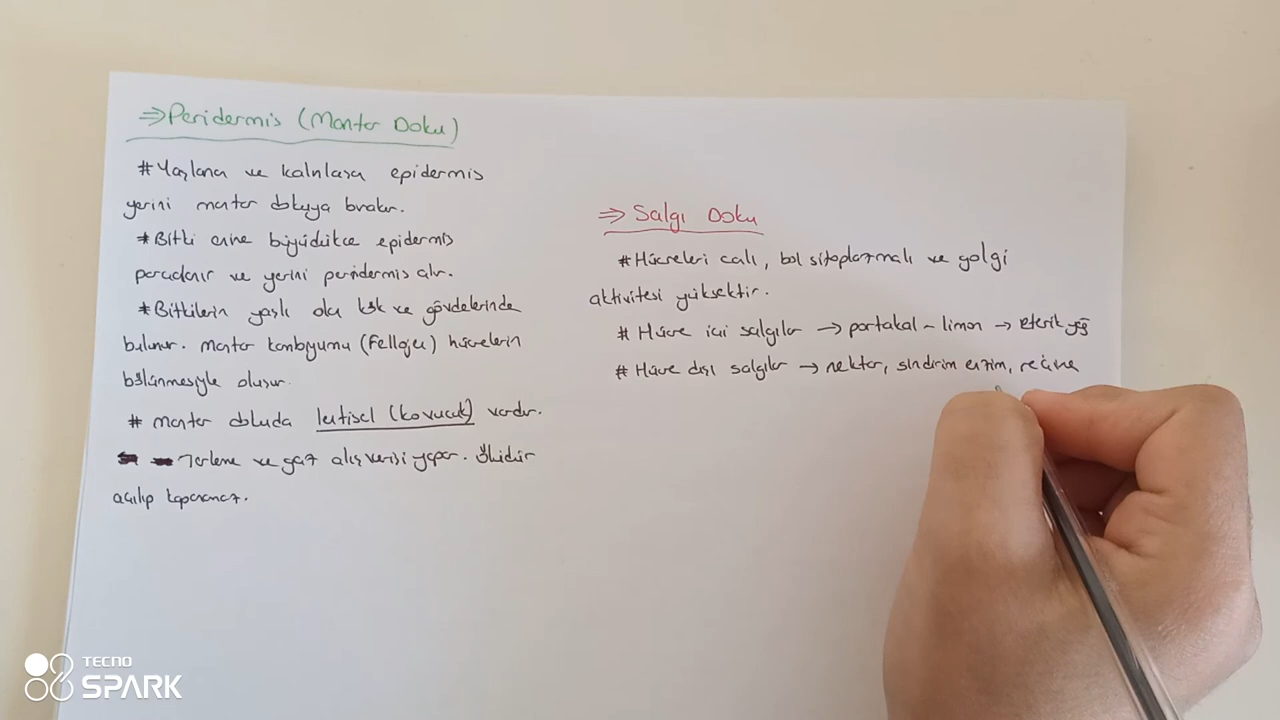 ⇒ Peridermis (Mantar Doku)
# Yaşlanan ve kalınlaşan epidermis
yerini mantar dokuya bırakır.
* Bitki enine büyüdükçe epidermis
parçalanır ve yerini peridermis alır.
* Bitkilerin yaşlı olan kök ve gövdelerinde
bulunur. Mantar kambiyumu (Fellojen) hücrelerin
bölünmesiyle oluşur.
# Mantar dokuda lentisel (kovucuk) vardır.
- Terleme ve gaz alışverişi yapar. Ölüdür
açılıp kapanamaz.
⇒ Salgı Doku
# Hücreleri canlı, bol sitoplazmalı ve golgi
aktivitesi yüksektir.
# Hücre içi salgılar → portakal - limon → eterik yağ
# Hücre dışı salgılar → nektar, sindirim enzim, reçine
TECNO
SPARK